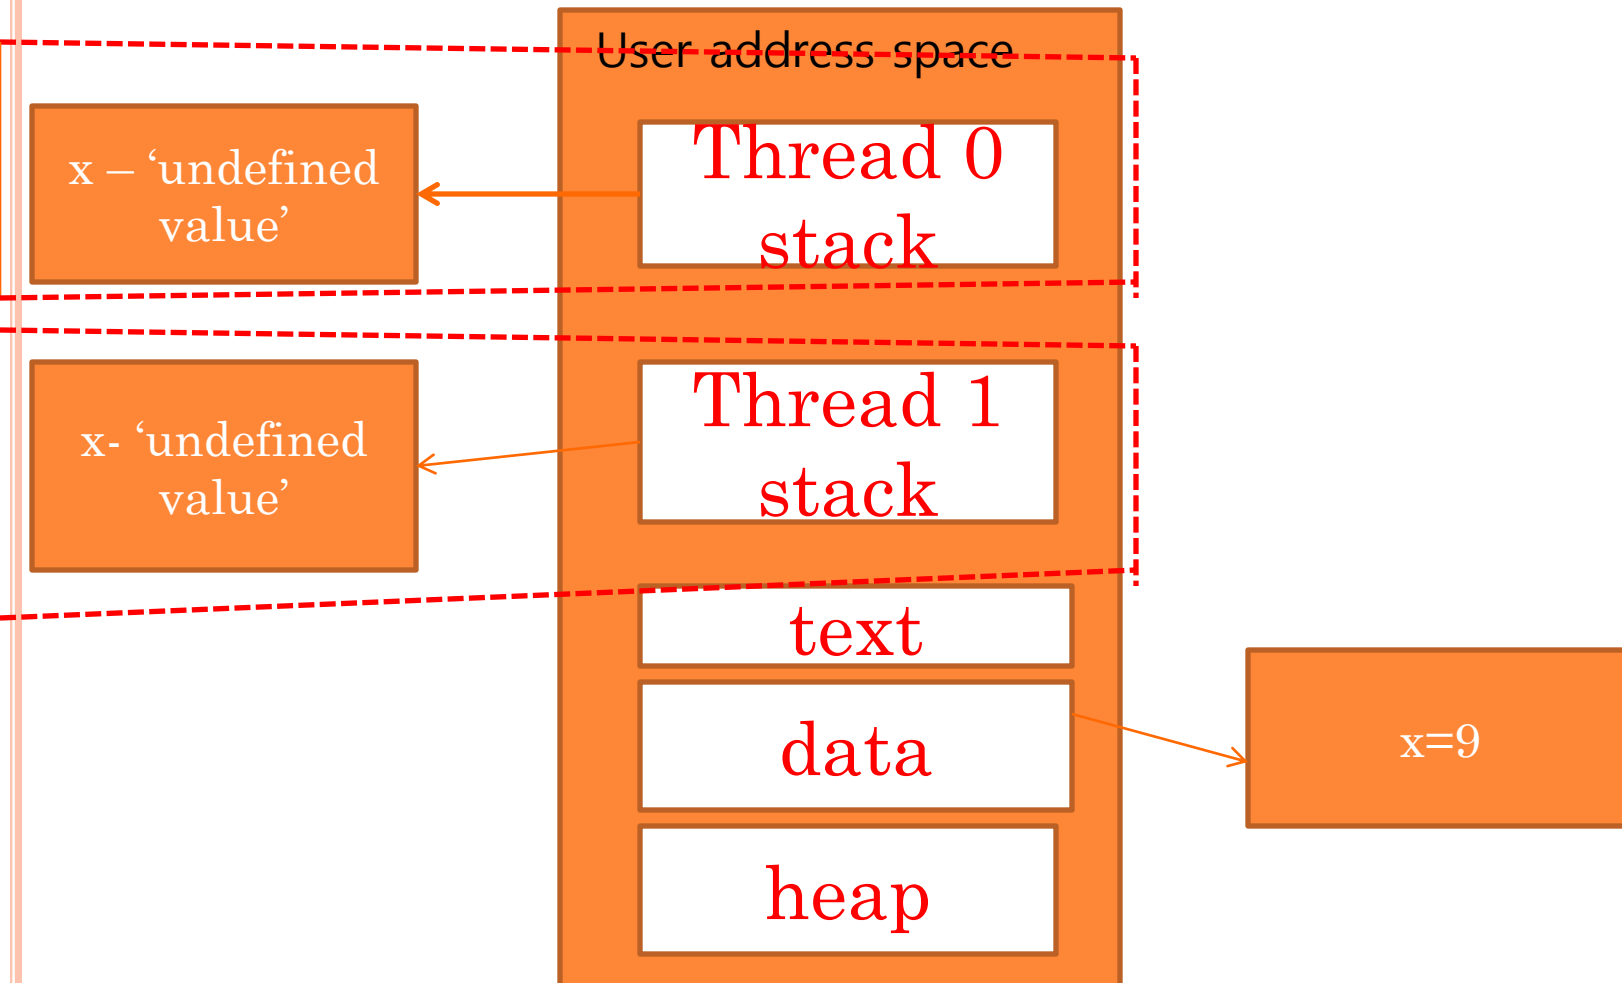 User address space
x – ‘undefined
value’
Thread 0
stack
x- ‘undefined
value’
Thread 1
stack
text
data
x=9
heap